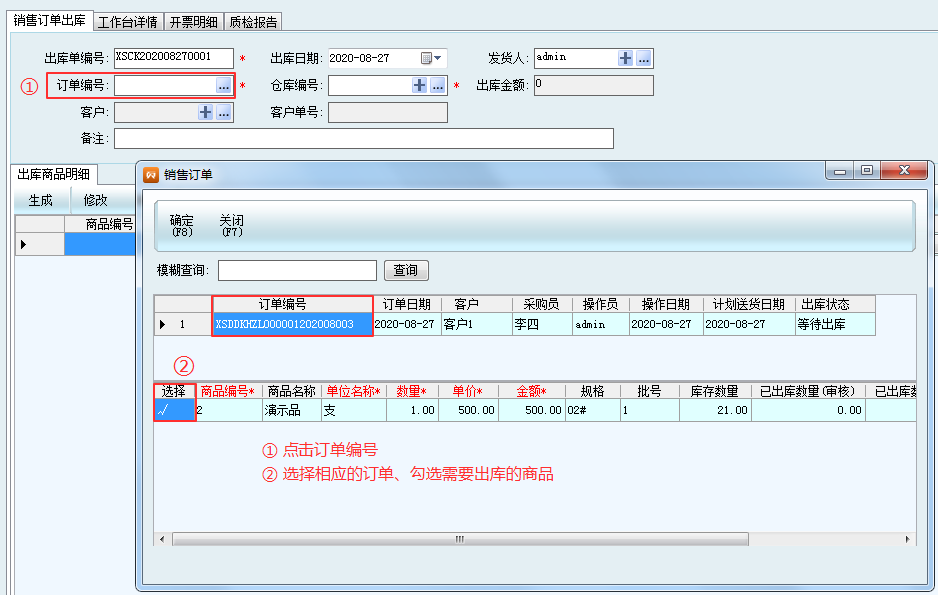 销售订单出库 工作台详情 开票明细 质检报告
出库单编号: XSCK202008270001 * 出库日期: 2020-08-27 发货人: admin
① 订单编号: * 仓库编号: * 出库金额: 0
客户: 客户单号:
备注:
出库商品明细
生成 修改
商品编号
销售订单
确定 关闭
(F8) (F7)
模糊查询: 查询
订单编号 订单日期 客户 采购员 操作员 操作日期 计划送货日期 出库状态
1 XSDDKHZL000001202008003 2020-08-27 客户1 李四 admin 2020-08-27 2020-08-27 等待出库
②
选择 商品编号* 商品名称 单位名称* 数量* 单价* 金额* 规格 批号 库存数量 已出库数量(审核) 已出库数
√ 2 演示品 支 1.00 500.00 500.00 02# 1 21.00 0.00
① 点击订单编号
② 选择相应的订单、勾选需要出库的商品